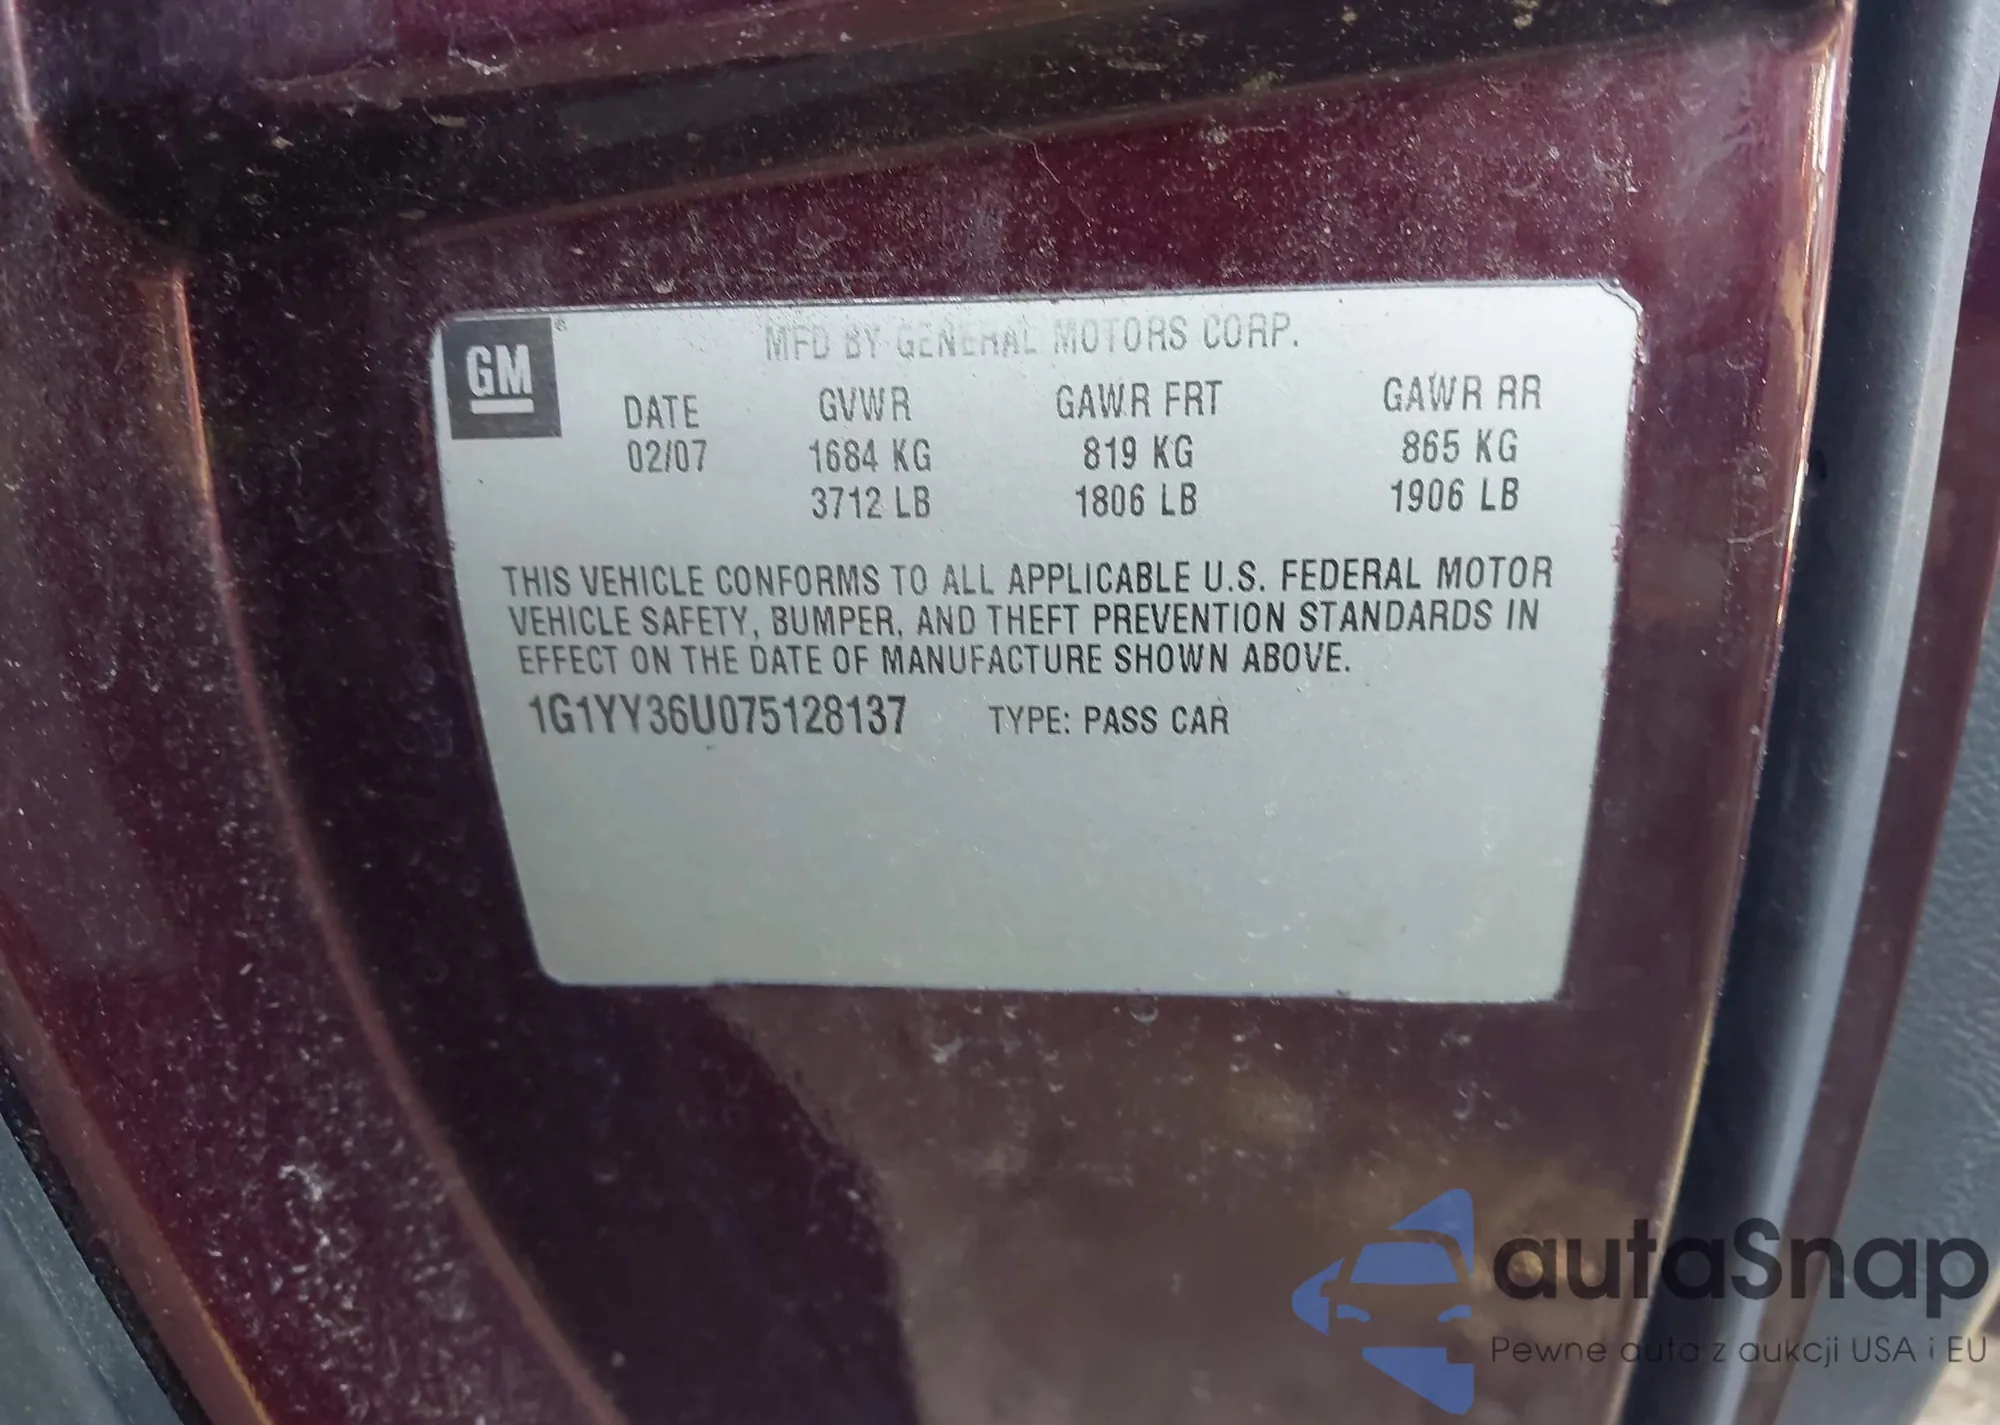 GM
MFD BY GENERAL MOTORS CORP.
DATE GVWR GAWR FRT GAWR RR
02/07 1684 KG 819 KG 865 KG
3712 LB 1806 LB 1906 LB
THIS VEHICLE CONFORMS TO ALL APPLICABLE U.S. FEDERAL MOTOR
VEHICLE SAFETY, BUMPER, AND THEFT PREVENTION STANDARDS IN
EFFECT ON THE DATE OF MANUFACTURE SHOWN ABOVE.
1G1YY36U075128137 TYPE: PASS CAR
autaSnap
Pewne auta z aukcji USA i EU